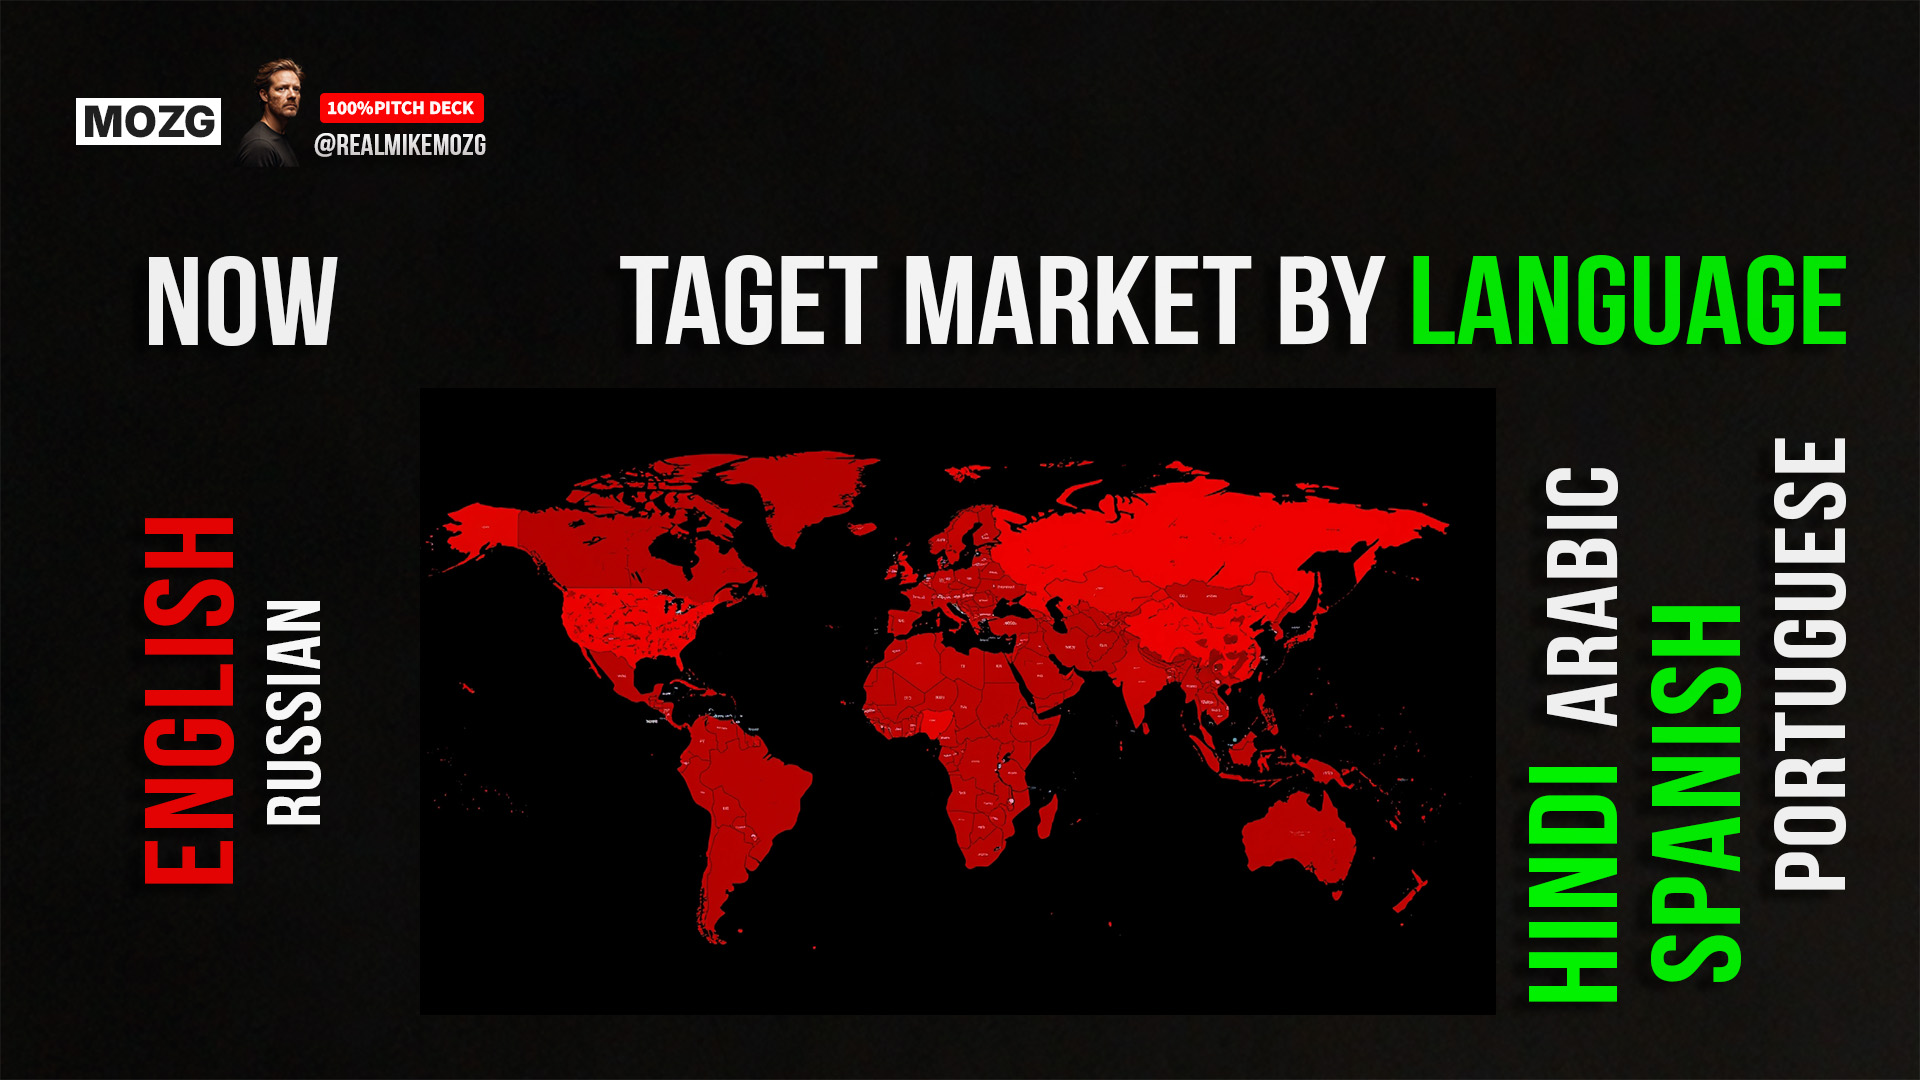 MOZG
100%PITCH DECK
@REALMIKEMOZG
NOW
TAGET MARKET BY LANGUAGE
ENGLISH
RUSSIAN
HINDI ARABIC
SPANISH
PORTUGUESE